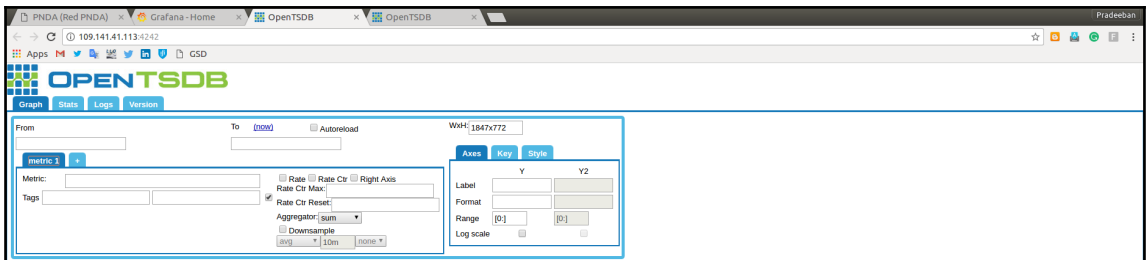 PNDA (Red PNDA) × Grafana - Home × OpenTSDB × OpenTSDB × Pradeeban
109.141.41.113:4242
Apps GSD
OPENTSDB
Graph Stats Logs Version
From To (now) Autoreload WxH: 1847x772
metric 1 + Axes Key Style
Y Y2
Metric: Rate Rate Ctr Right Axis
Rate Ctr Max: Label
Tags Rate Ctr Reset: Format
Aggregator: sum Range [0:] [0:]
Downsample Log scale
avg 10m none